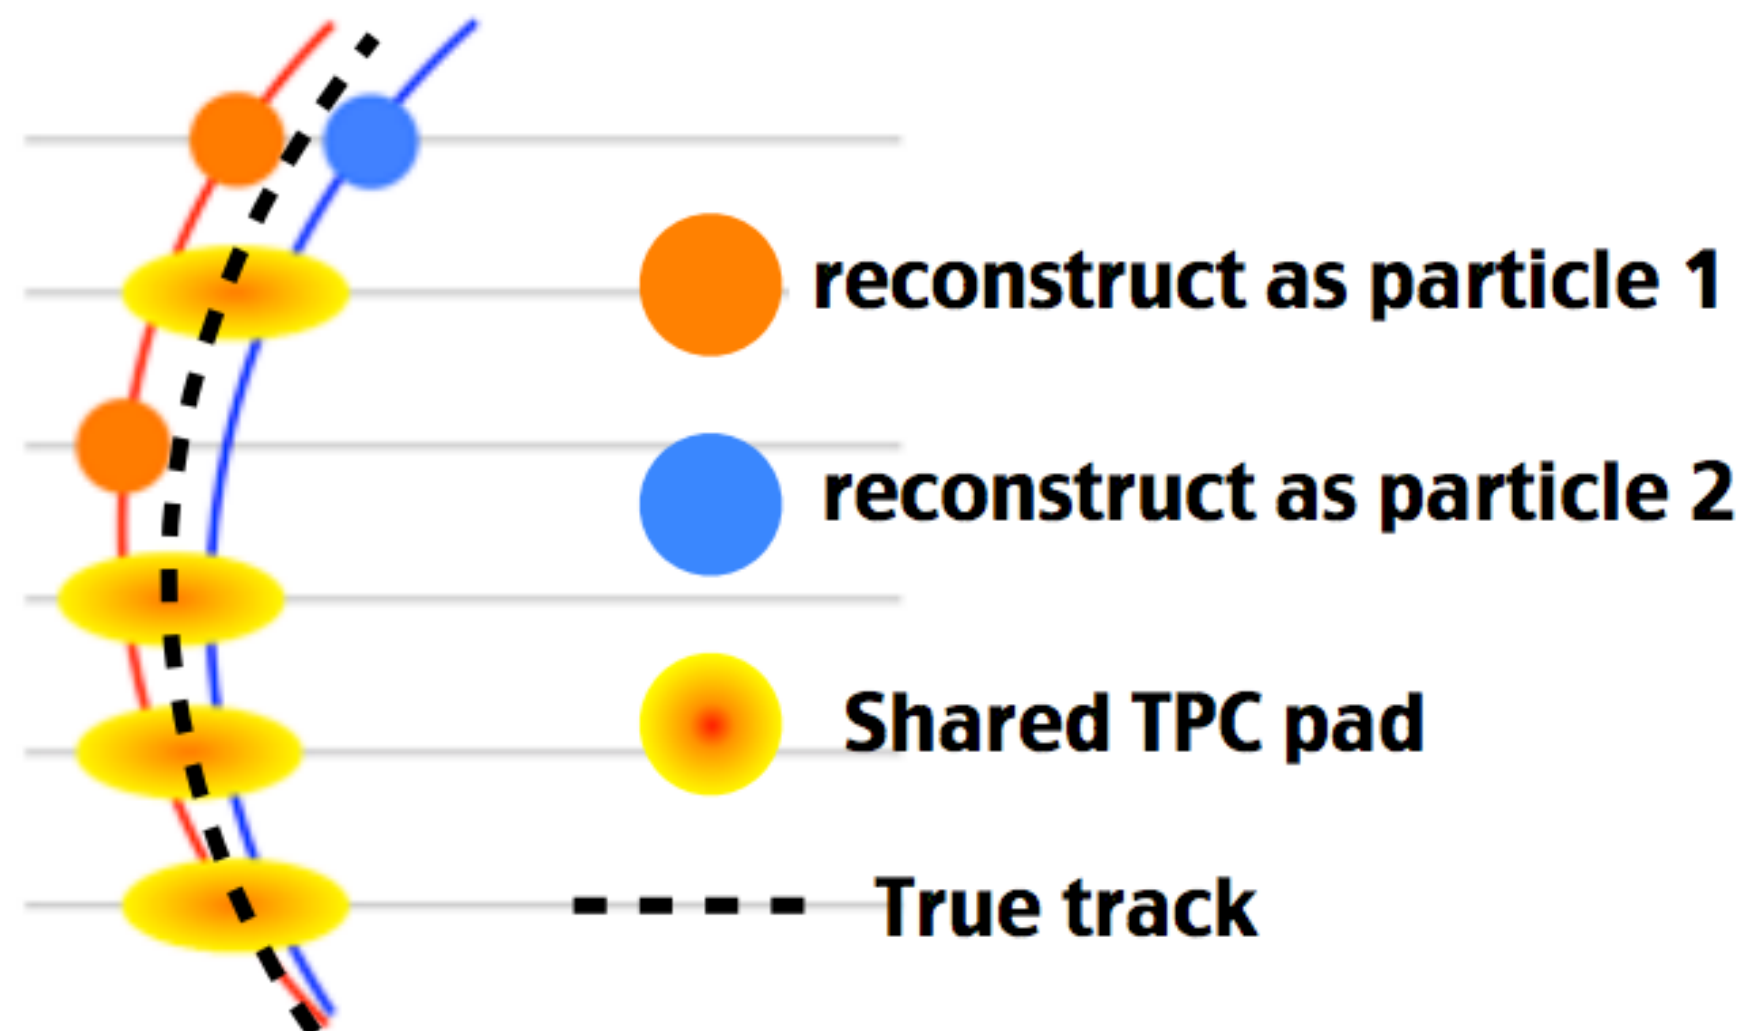 reconstruct as particle 1
reconstruct as particle 2
Shared TPC pad
True track